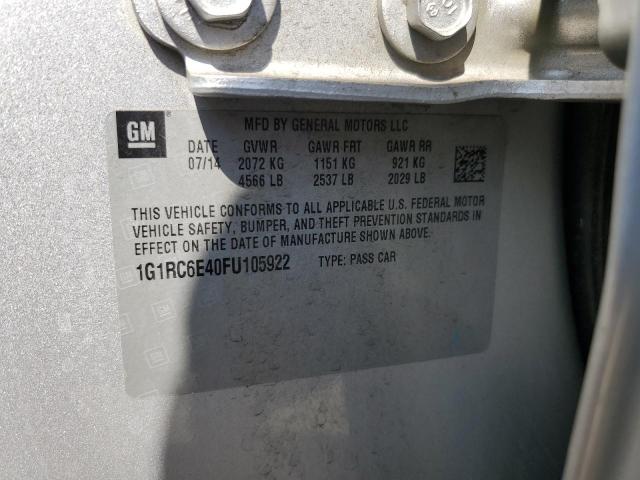 GM
MFD BY GENERAL MOTORS LLC
DATE GVWR GAWR FRT GAWR RR
07/14 2072 KG 1151 KG 921 KG
4566 LB 2537 LB 2029 LB
THIS VEHICLE CONFORMS TO ALL APPLICABLE U.S. FEDERAL MOTOR
VEHICLE SAFETY, BUMPER, AND THEFT PREVENTION STANDARDS IN
EFFECT ON THE DATE OF MANUFACTURE SHOWN ABOVE.
1G1RC6E40FU105922 TYPE: PASS CAR